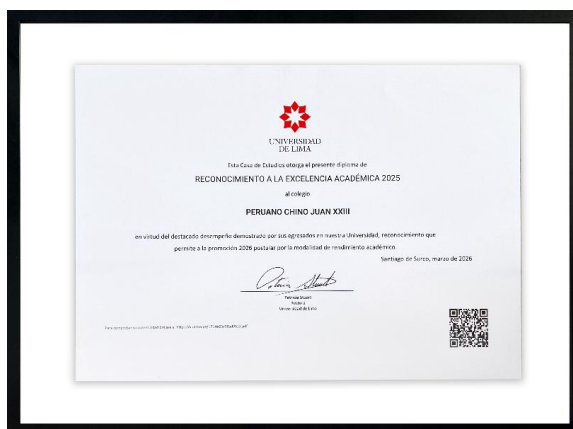 UNIVERSIDAD
DE LIMA
Esta Casa de Estudios otorga el presente diploma de
RECONOCIMIENTO A LA EXCELENCIA ACADÉMICA 2025
al colegio
PERUANO CHINO JUAN XXIII
en virtud del destacado desempeño demostrado por sus egresados en nuestra Universidad, reconocimiento que
permite a la promoción 2026 postular por la modalidad de rendimiento académico.
Santiago de Surco, marzo de 2026
Patricia Stuart
Rectora
Universidad de Lima